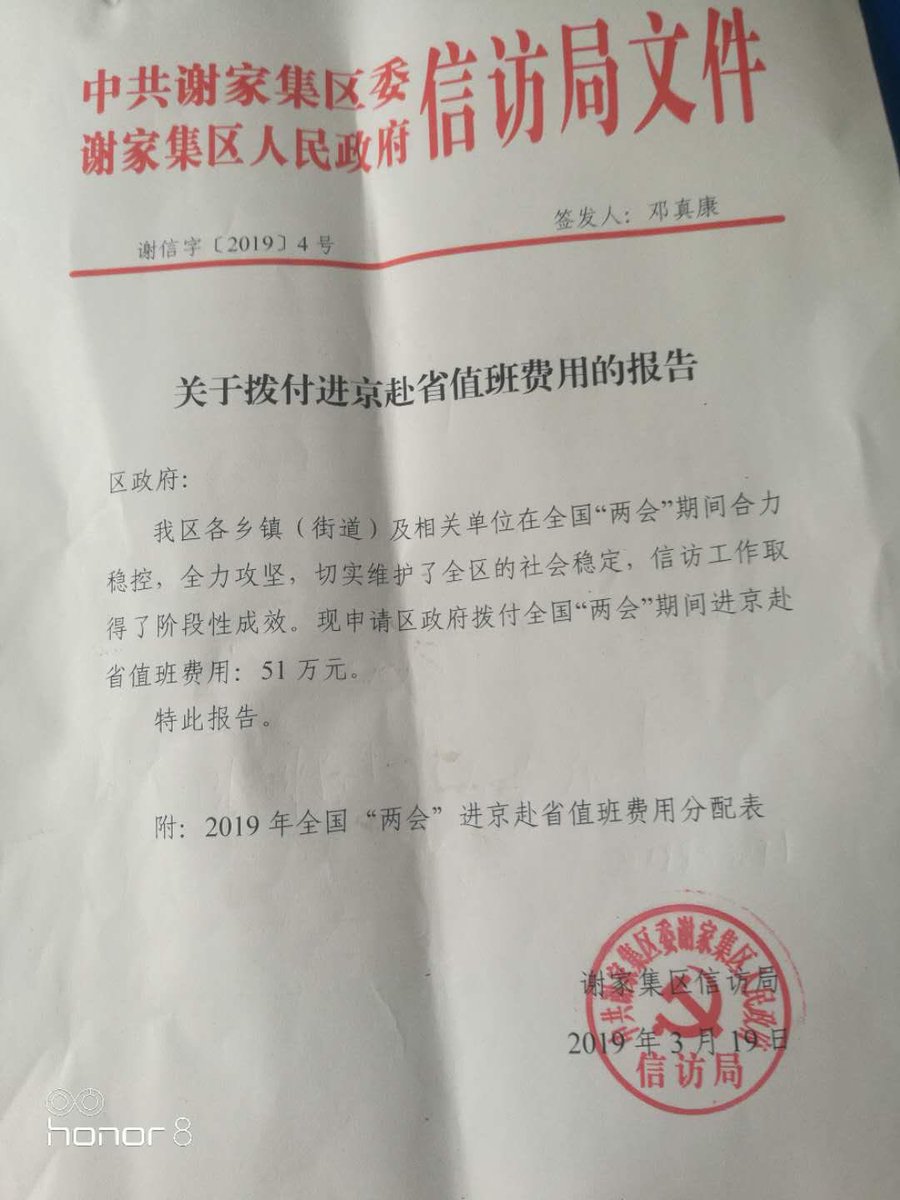 中共谢家集区委
谢家集区人民政府
信访局文件
谢信字〔2019〕4号
签发人：邓真康
关于拨付进京赴省值班费用的报告
区政府：
我区各乡镇（街道）及相关单位在全国“两会”期间合力
稳控，全力攻坚，切实维护了全区的社会稳定，信访工作取
得了阶段性成效。现申请区政府拨付全国“两会”期间进京赴
省值班费用：51万元。
特此报告。
附：2019年全国“两会”进京赴省值班费用分配表
中共谢家集区委谢家集区人民政府
谢家集区信访局
2019年3月19日
信访局
honor 8